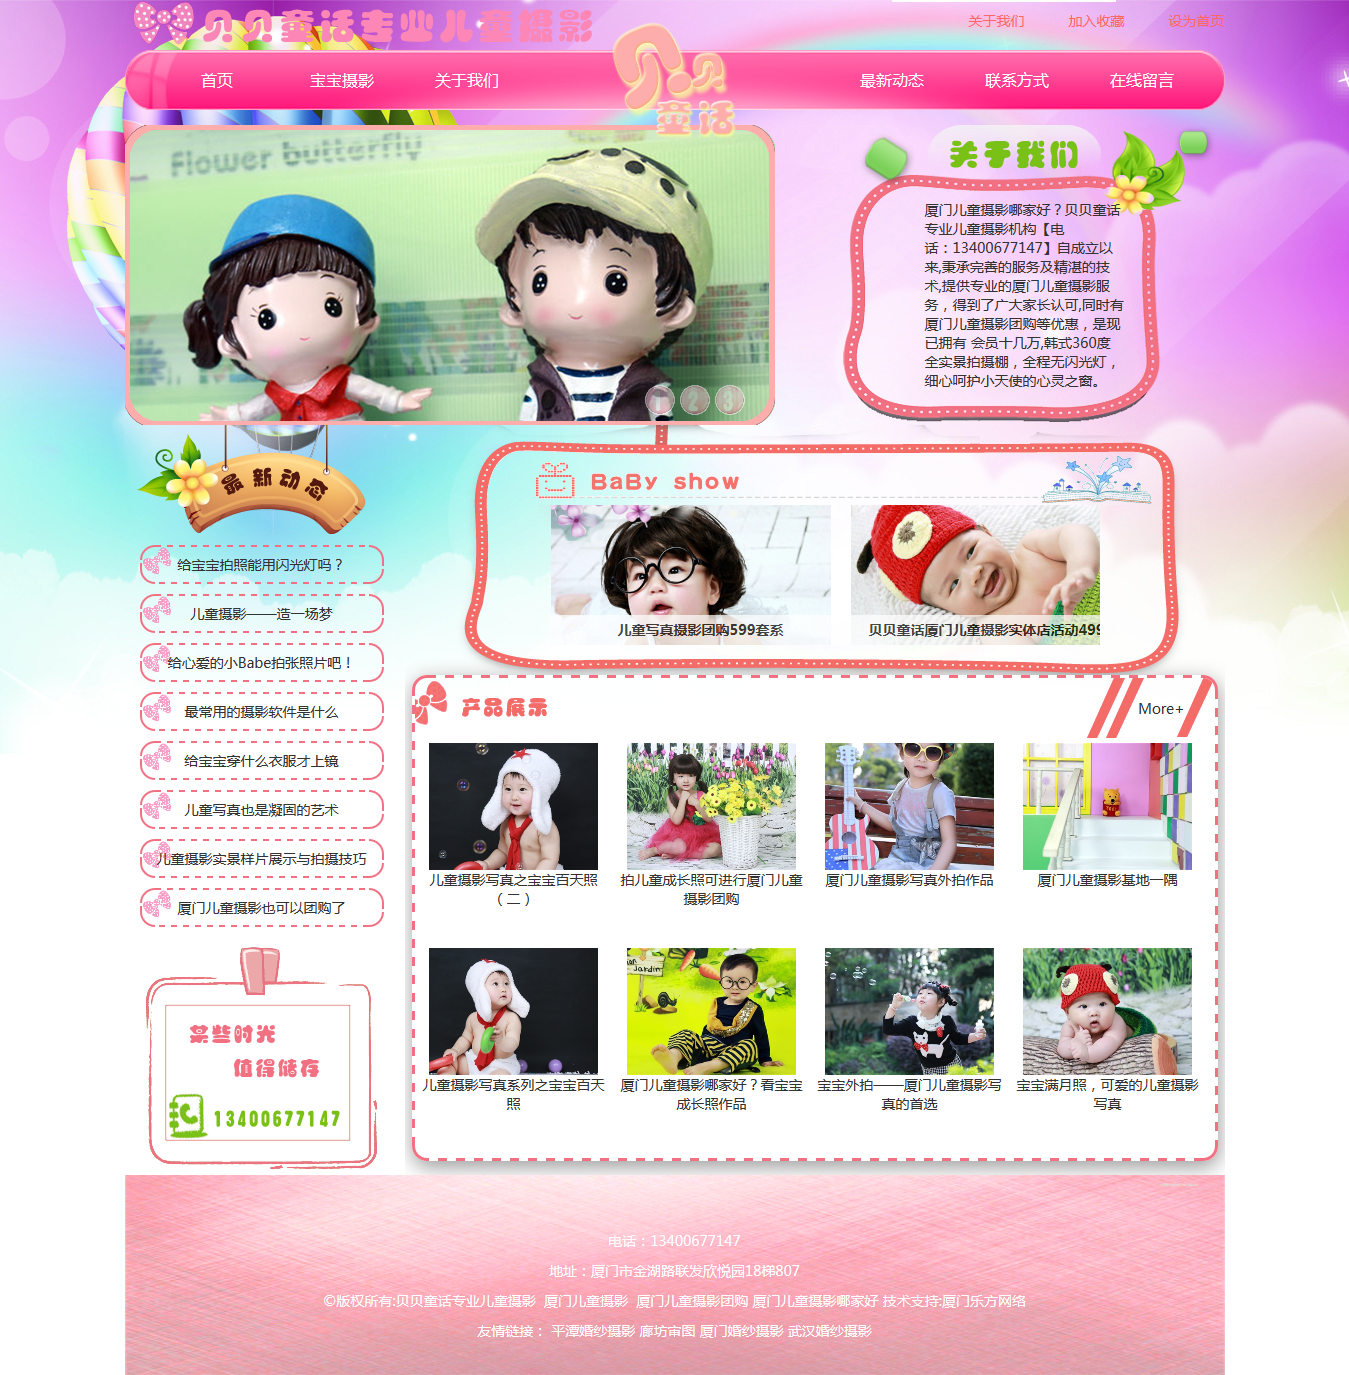 贝贝童话专业儿童摄影
关于我们 加入收藏 设为首页
首页 宝宝摄影 关于我们 贝贝童话 最新动态 联系方式 在线留言
Flower butterfly
1 2 3
关于我们
厦门儿童摄影哪家好？贝贝童话
专业儿童摄影机构【电
话：13400677147】自成立以
来,秉承完善的服务及精湛的技
术,提供专业的厦门儿童摄影服
务，得到了广大家长认可,同时有
厦门儿童摄影团购等优惠，是现
已拥有 会员十几万,韩式360度
全实景拍摄棚，全程无闪光灯，
细心呵护小天使的心灵之窗。
最新动态
给宝宝拍照能用闪光灯吗？
儿童摄影——造一场梦
给心爱的小Babe拍张照片吧！
最常用的摄影软件是什么
给宝宝穿什么衣服才上镜
儿童写真也是凝固的艺术
儿童摄影实景样片展示与拍摄技巧
厦门儿童摄影也可以团购了
某些时光
值得储存
13400677147
BaBy show
儿童写真摄影团购599套系
贝贝童话厦门儿童摄影实体店活动499
产品展示
More+
儿童摄影写真之宝宝百天照
（二）
拍儿童成长照可进行厦门儿童
摄影团购
厦门儿童摄影写真外拍作品
厦门儿童摄影基地一隅
儿童摄影写真系列之宝宝百天
照
Jardin
厦门儿童摄影哪家好？看宝宝
成长照作品
宝宝外拍——厦门儿童摄影写
真的首选
宝宝满月照，可爱的儿童摄影
写真
电话：13400677147
地址：厦门市金湖路联发欣悦园18梯807
©版权所有:贝贝童话专业儿童摄影 厦门儿童摄影 厦门儿童摄影团购 厦门儿童摄影哪家好 技术支持:厦门乐方网络
友情链接： 平潭婚纱摄影 廊坊审图 厦门婚纱摄影 武汉婚纱摄影